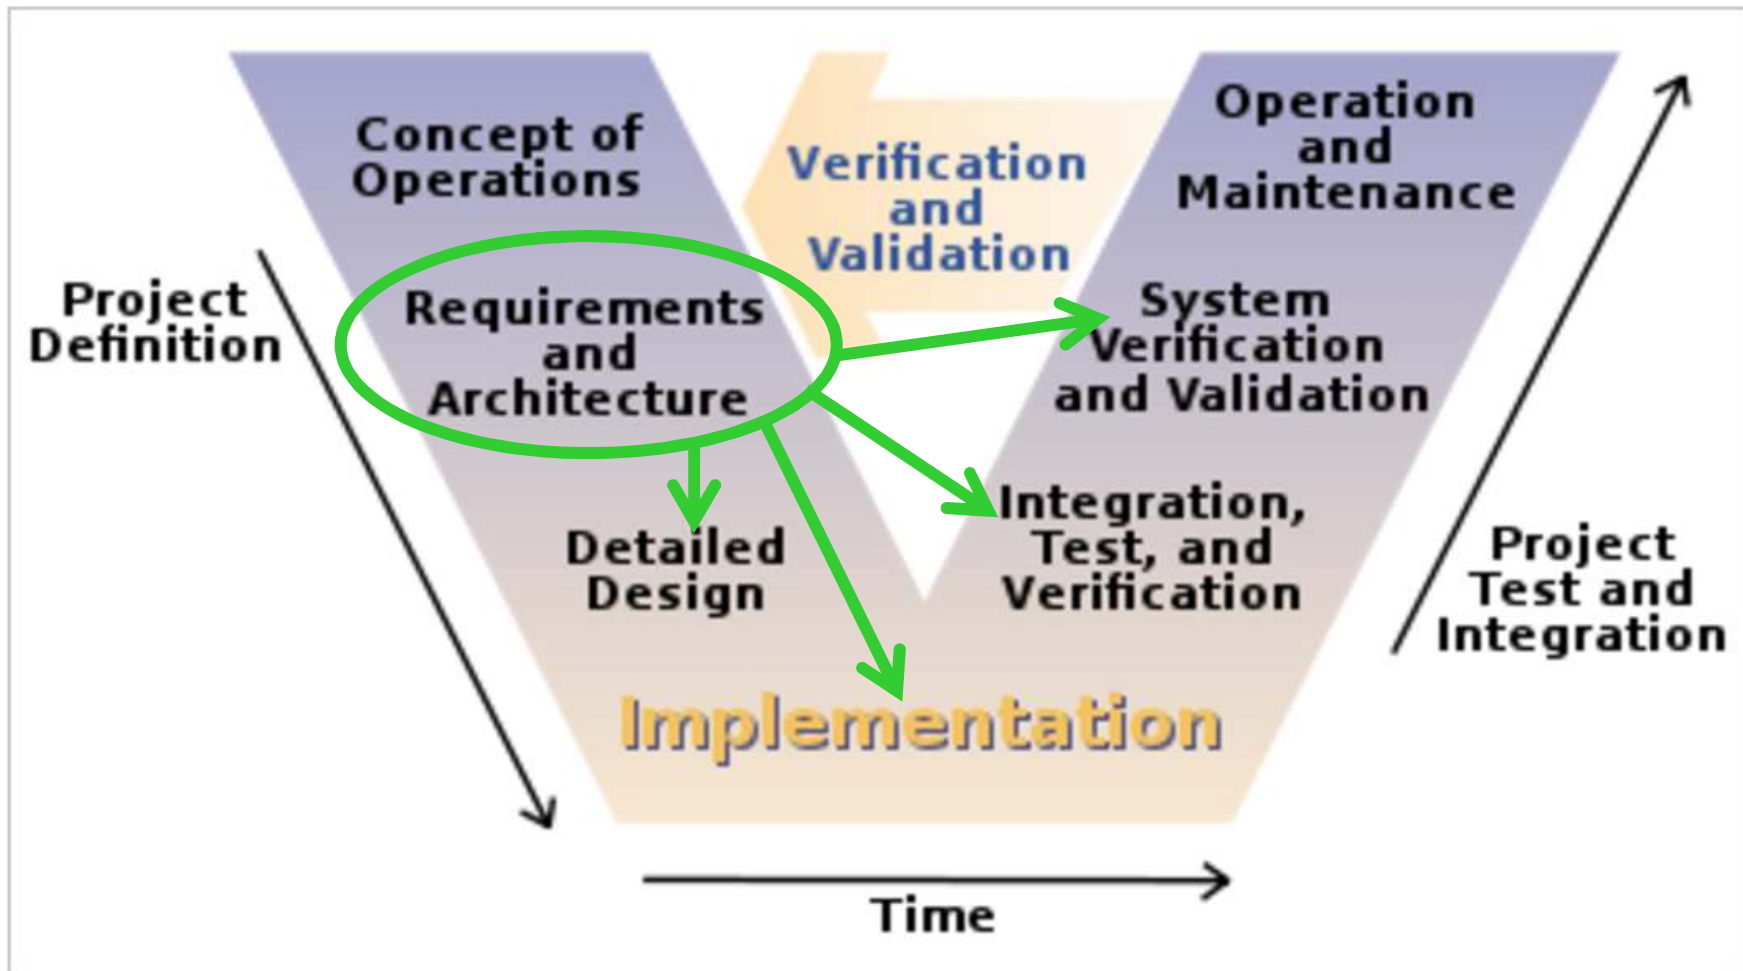 Concept of
Operations
Verification
and
Validation
Operation
and
Maintenance
Project
Definition
Requirements
and
Architecture
System
Verification
and Validation
Detailed
Design
Integration,
Test, and
Verification
Project
Test and
Integration
Implementation
Time